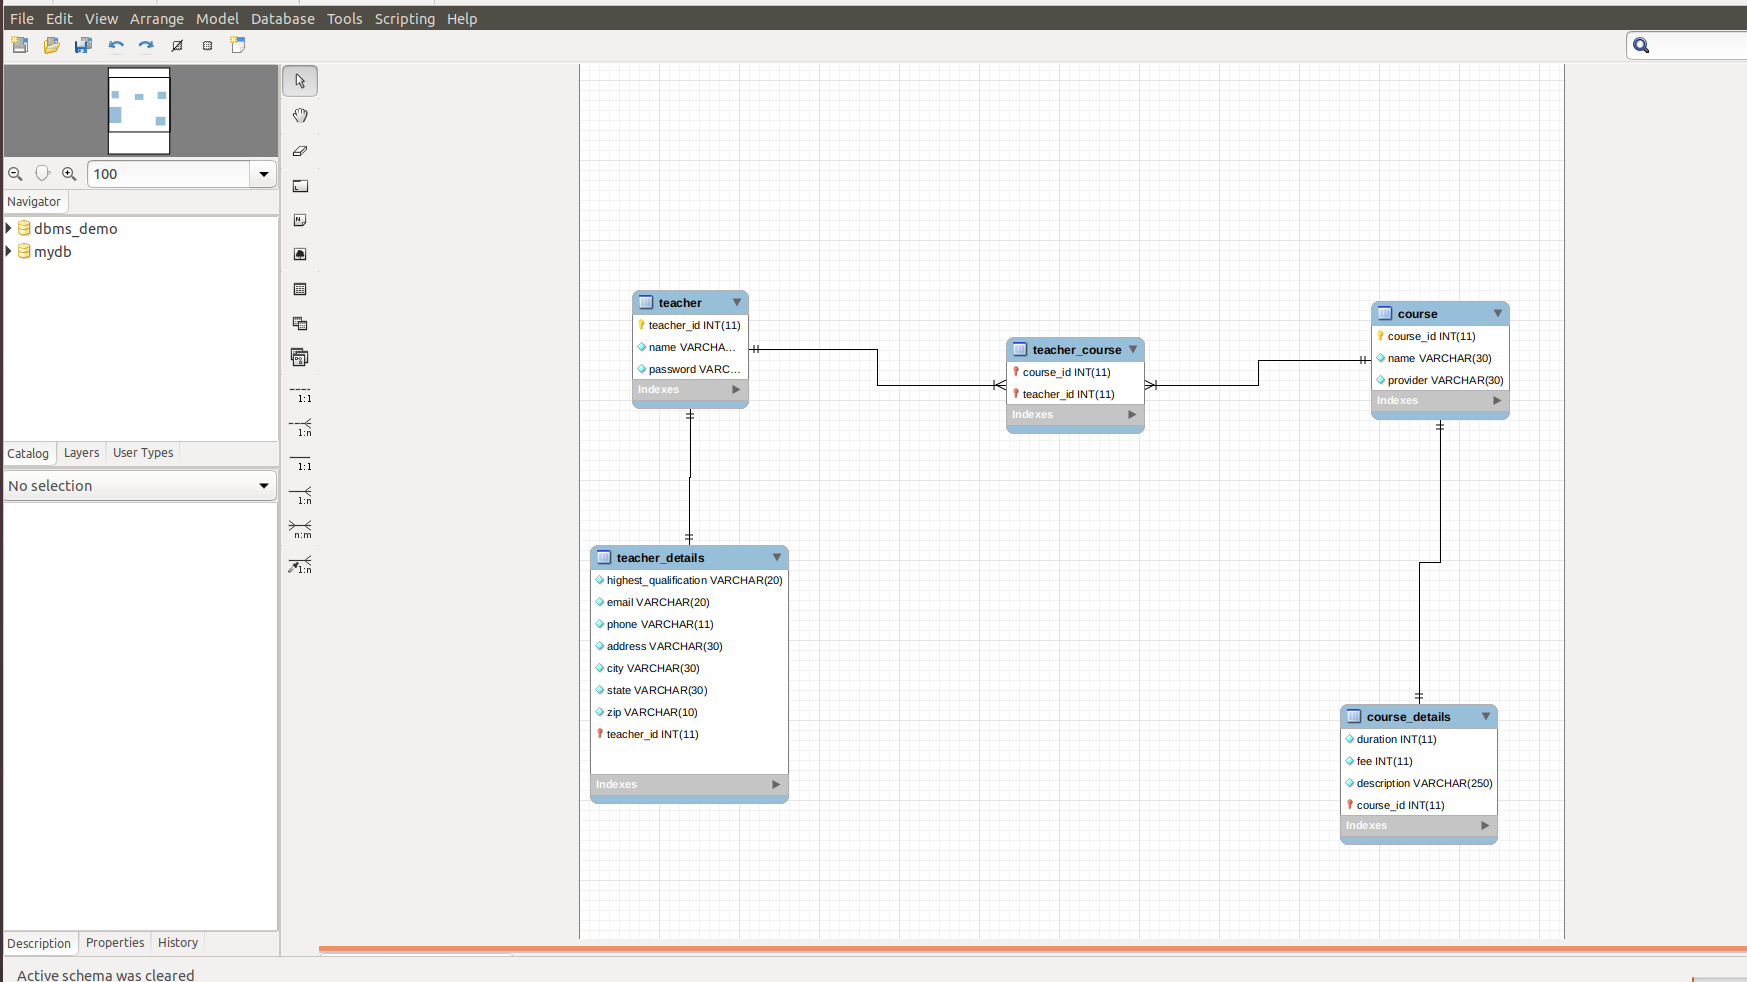 File Edit View Arrange Model Database Tools Scripting Help
100
Navigator
dbms_demo
mydb
Catalog Layers User Types
No selection
Description Properties History
Active schema was cleared
1:1
1:n
1:1
1:n
n:m
1:n
teacher
teacher_id INT(11)
name VARCHA...
password VARC...
Indexes
teacher_course
course_id INT(11)
teacher_id INT(11)
Indexes
course
course_id INT(11)
name VARCHAR(30)
provider VARCHAR(30)
Indexes
teacher_details
highest_qualification VARCHAR(20)
email VARCHAR(20)
phone VARCHAR(11)
address VARCHAR(30)
city VARCHAR(30)
state VARCHAR(30)
zip VARCHAR(10)
teacher_id INT(11)
Indexes
course_details
duration INT(11)
fee INT(11)
description VARCHAR(250)
course_id INT(11)
Indexes